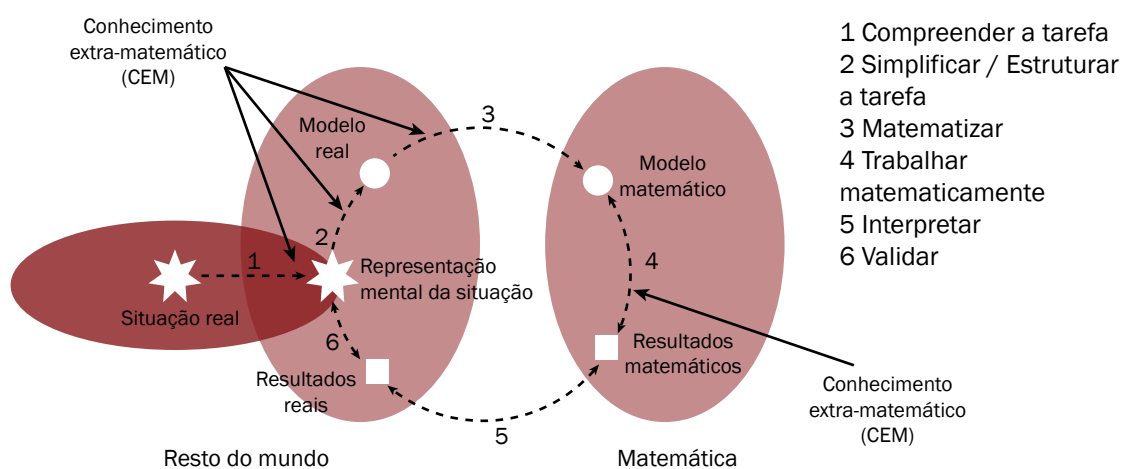 Conhecimento
extra-matemático
(CEM)
1 Compreender a tarefa
2 Simplificar / Estruturar
a tarefa
3 Matematizar
4 Trabalhar
matematicamente
5 Interpretar
6 Validar
3
Modelo
real
Modelo
matemático
2
1
4
Representação
mental da situação
Situação real
6
Resultados
reais
Resultados
matemáticos
5
Conhecimento
extra-matemático
(CEM)
Resto do mundo
Matemática